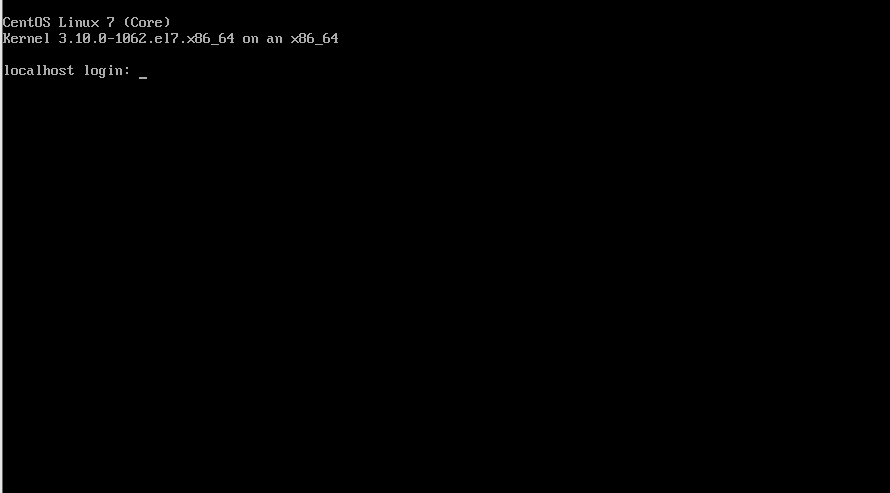 CentOS Linux 7 (Core)
Kernel 3.10.0-1062.el7.x86_64 on an x86_64
localhost login: _